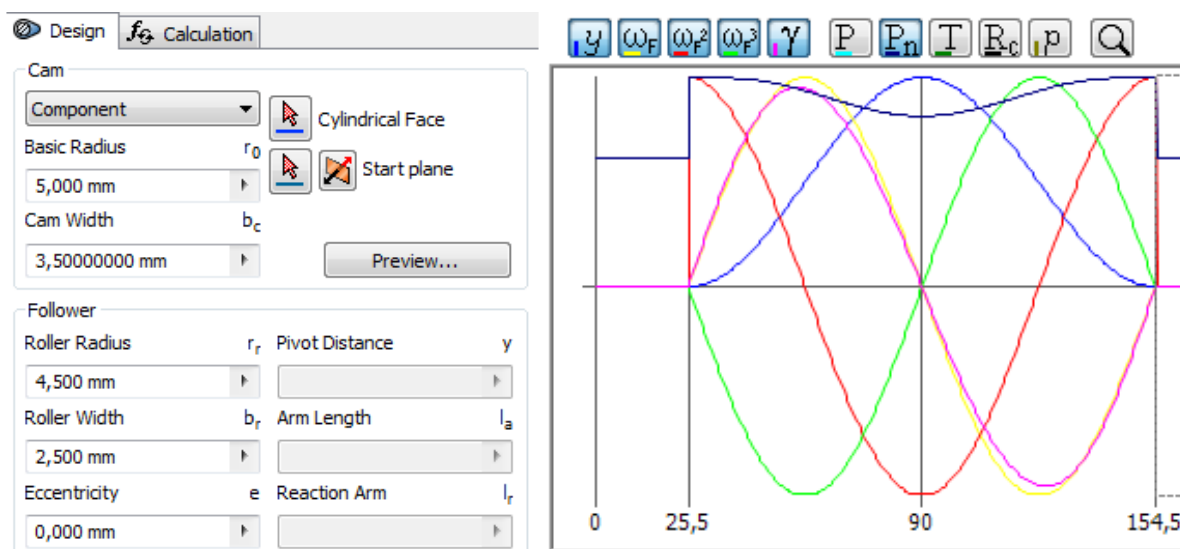 Design
fG Calculation
Cam
Component
Cylindrical Face
Basic Radius r0
Start plane
5,000 mm
Cam Width bc
3,50000000 mm
Preview...
Follower
Roller Radius rr Pivot Distance y
4,500 mm
Roller Width br Arm Length la
2,500 mm
Eccentricity e Reaction Arm lr
0,000 mm
y ωF ωF² ωF³ γ P Pn T Rc p
0 25,5 90 154,5